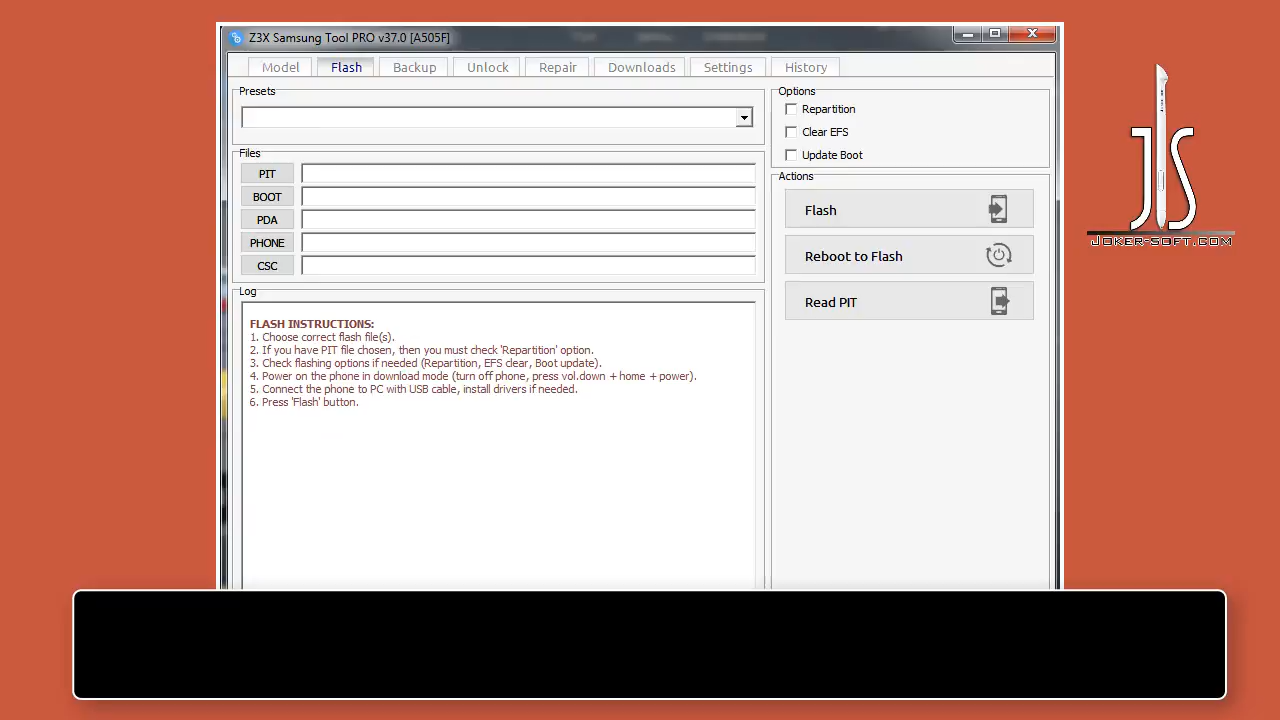 Z3X Samsung Tool PRO v37.0 [A505F]
Model Flash Backup Unlock Repair Downloads Settings History
Presets
Files
PIT
BOOT
PDA
PHONE
CSC
Log
FLASH INSTRUCTIONS:
1. Choose correct flash file(s).
2. If you have PIT file chosen, then you must check 'Repartition' option.
3. Check flashing options if needed (Repartition, EFS clear, Boot update).
4. Power on the phone in download mode (turn off phone, press vol.down + home + power).
5. Connect the phone to PC with USB cable, install drivers if needed.
6. Press 'Flash' button.
Options
Repartition
Clear EFS
Update Boot
Actions
Flash
Reboot to Flash
Read PIT
JS
JOKER-SOFT.COM